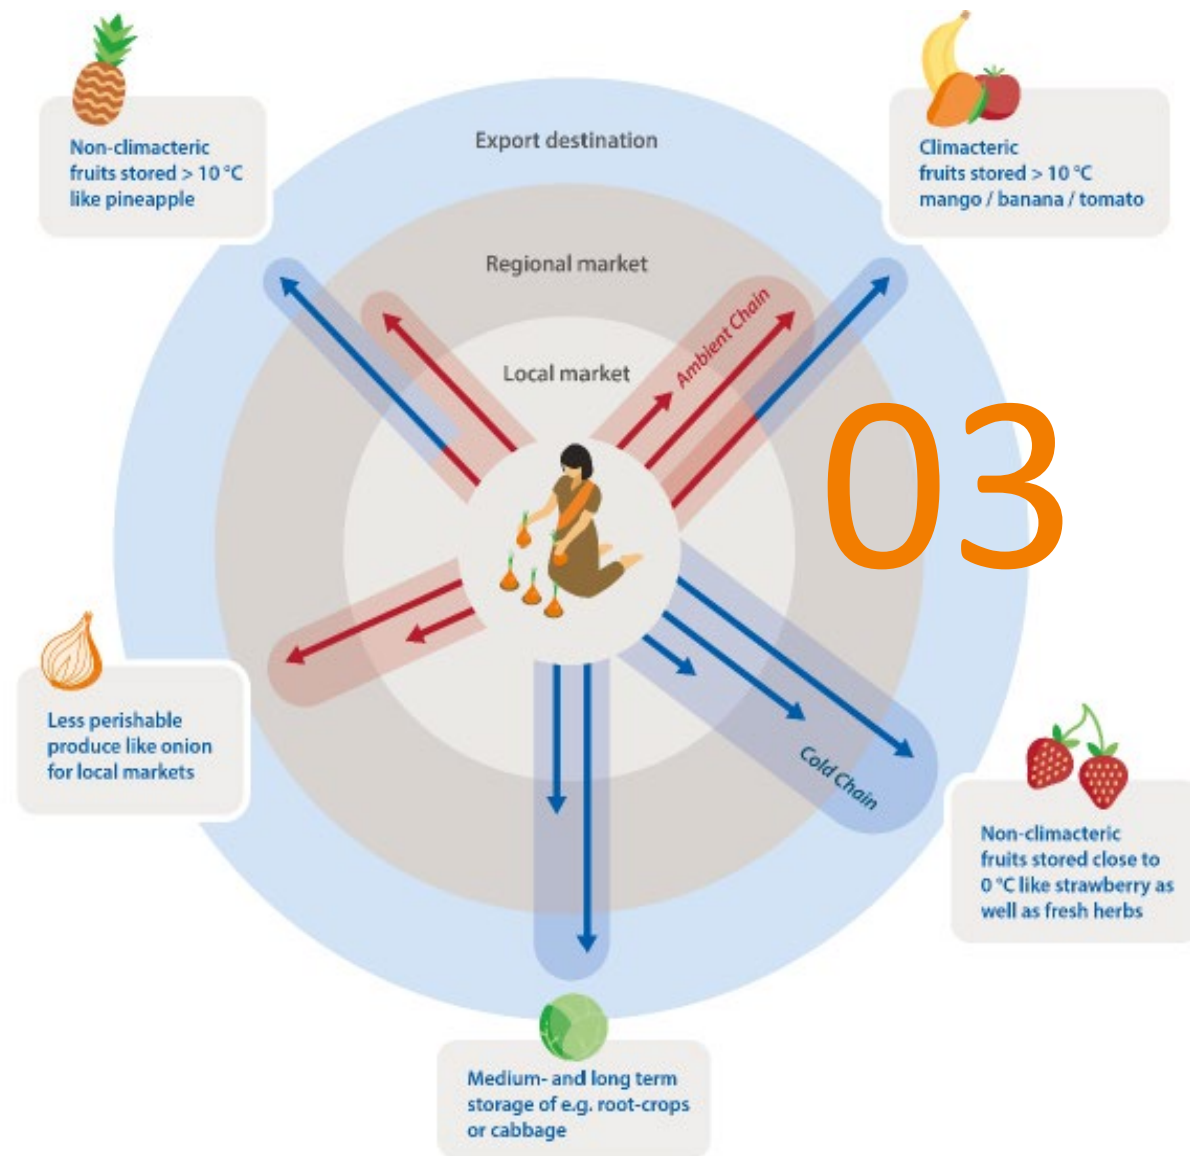 Non-climacteric
fruits stored > 10 °C
like pineapple
Climacteric
fruits stored > 10 °C
mango / banana / tomato
Export destination
Regional market
Local market
Ambient Chain
03
Less perishable
produce like onion
for local markets
Cold Chain
Non-climacteric
fruits stored close to
0 °C like strawberry as
well as fresh herbs
Medium- and long term
storage of e.g. root-crops
or cabbage